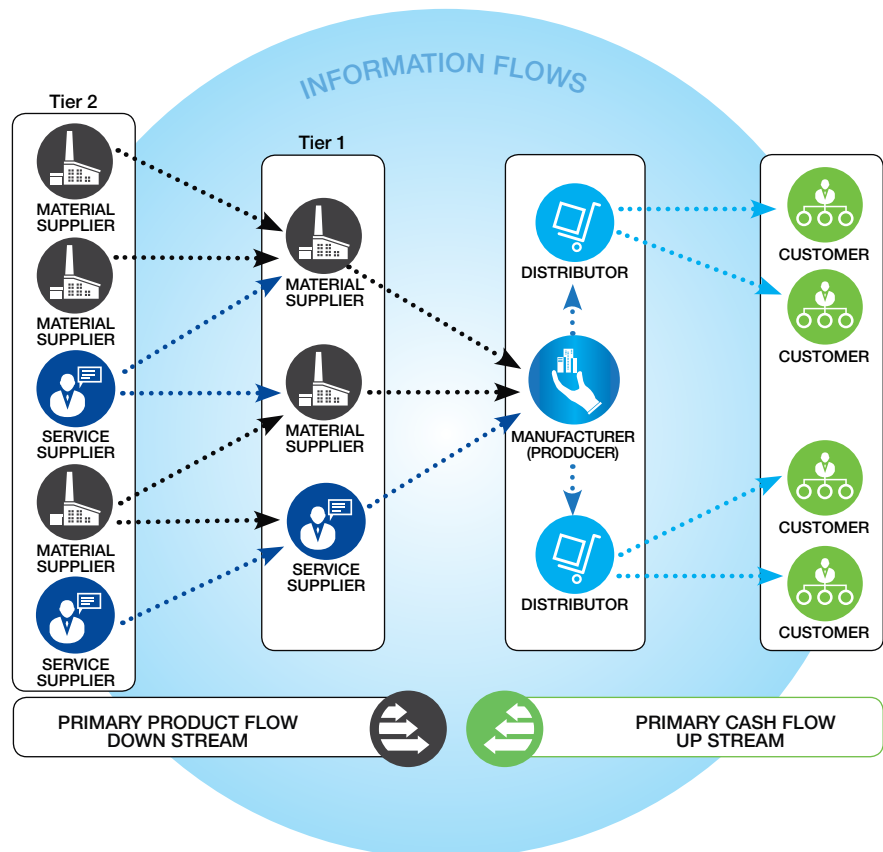 INFORMATION FLOWS
Tier 2
MATERIAL
SUPPLIER
MATERIAL
SUPPLIER
SERVICE
SUPPLIER
MATERIAL
SUPPLIER
SERVICE
SUPPLIER
Tier 1
MATERIAL
SUPPLIER
MATERIAL
SUPPLIER
SERVICE
SUPPLIER
DISTRIBUTOR
MANUFACTURER
(PRODUCER)
DISTRIBUTOR
CUSTOMER
CUSTOMER
CUSTOMER
CUSTOMER
PRIMARY PRODUCT FLOW
DOWN STREAM
PRIMARY CASH FLOW
UP STREAM